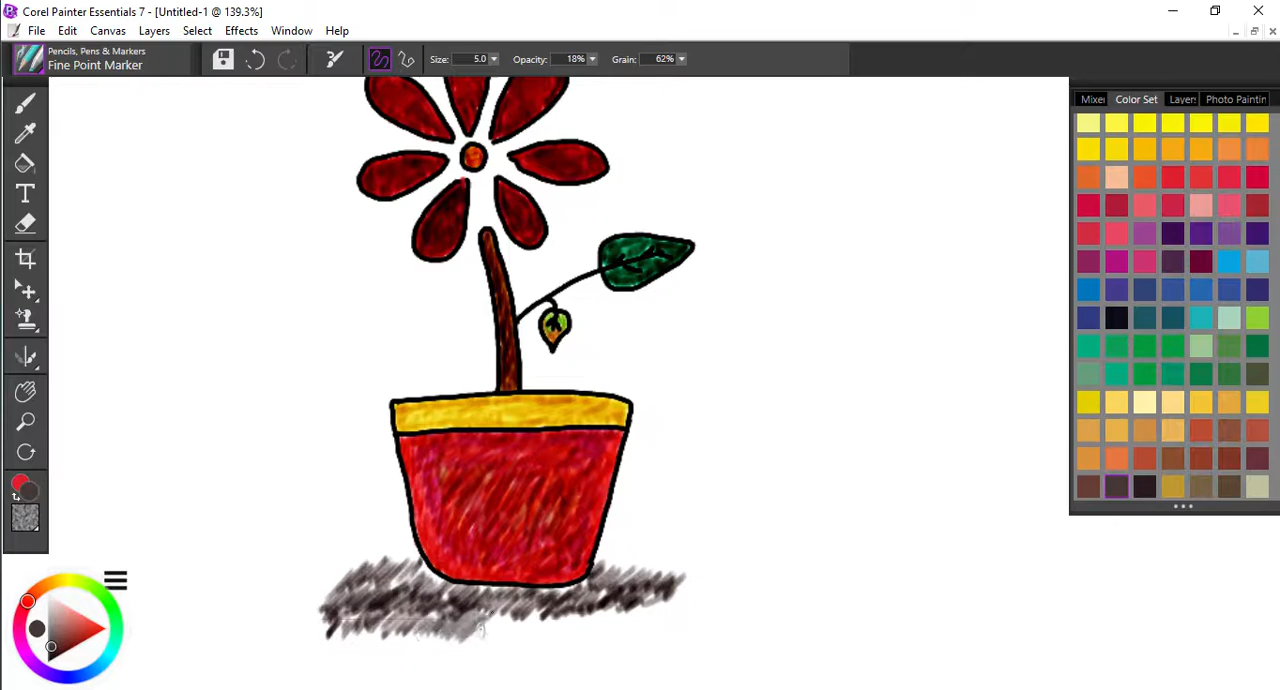 Corel Painter Essentials 7 - [Untitled-1 @ 139.3%]
File Edit Canvas Layers Select Effects Window Help
Pencils, Pens & Markers
Fine Point Marker
Size: 5.0 Opacity: 18% Grain: 62%
Mixer Color Set Layers Photo Paintin
T